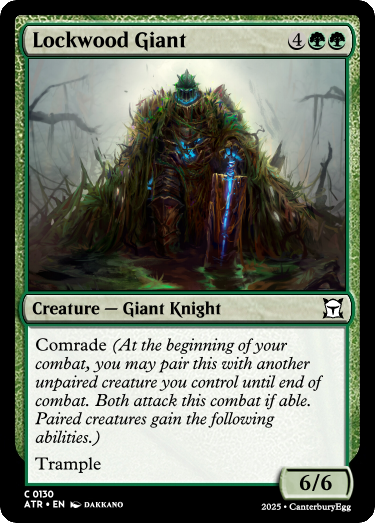 Lockwood Giant 4
Creature — Giant Knight
Comrade (At the beginning of your
combat, you may pair this with another
unpaired creature you control until end of
combat. Both attack this combat if able.
Paired creatures gain the following
abilities.)
Trample
6/6
C 0130
ATR • EN DAKKANO
2025 • CanterburyEgg